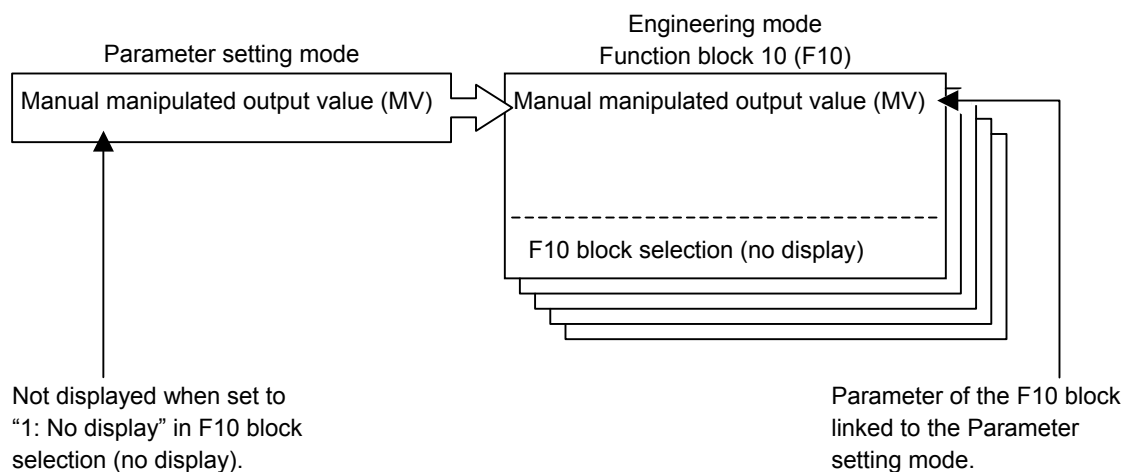 Engineering mode
Parameter setting mode
Function block 10 (F10)
Manual manipulated output value (MV)
Manual manipulated output value (MV)
F10 block selection (no display)
Not displayed when set to
“1: No display” in F10 block
selection (no display).
Parameter of the F10 block
linked to the Parameter
setting mode.